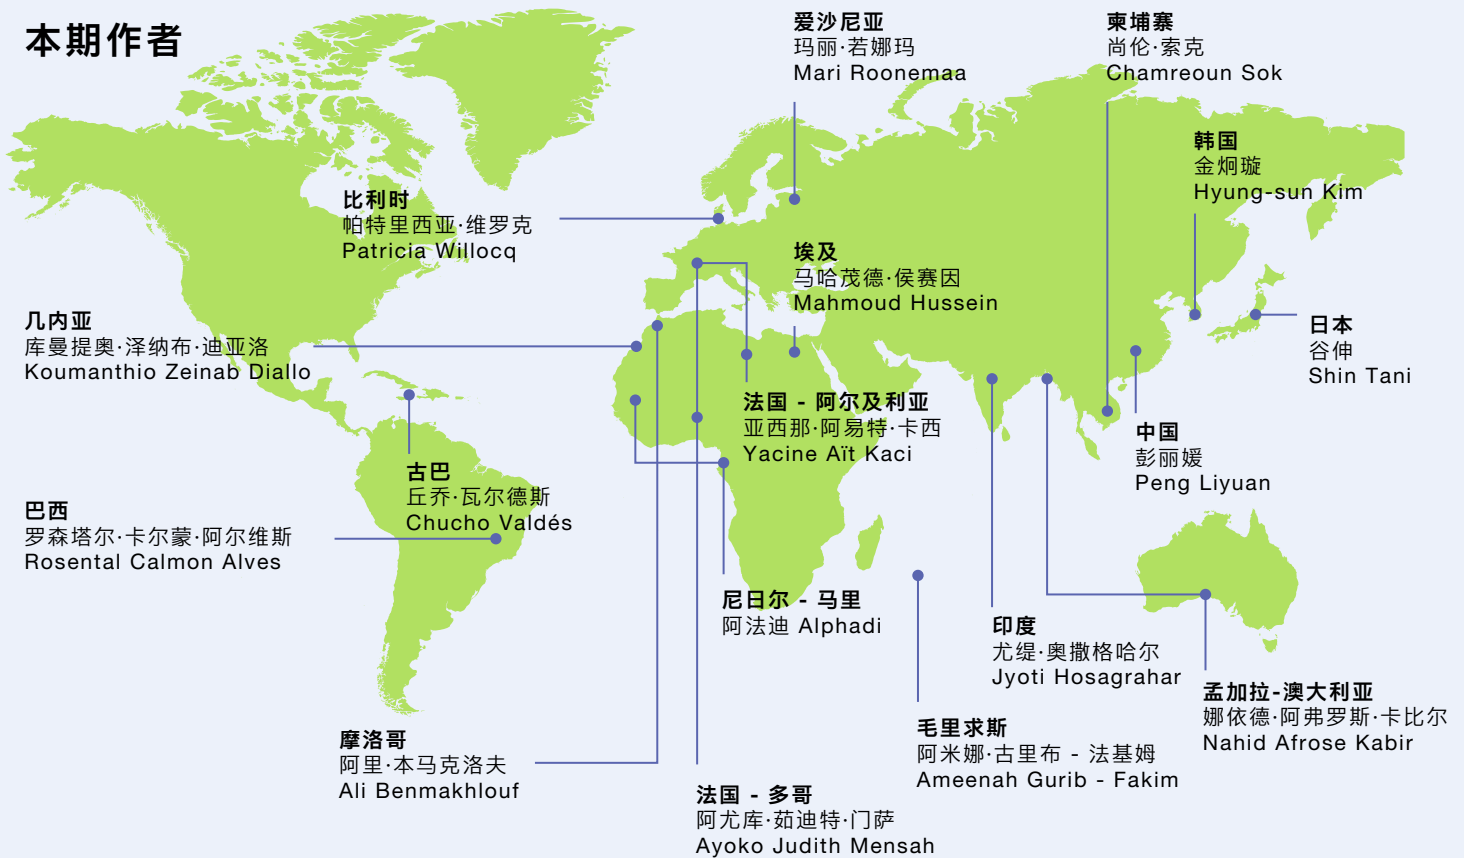 本期作者
爱沙尼亚
玛丽·若娜玛
Mari Roonemaa
柬埔寨
尚伦·索克
Chamreoun Sok
韩国
金炯璇
Hyung-sun Kim
比利时
帕特里西亚·维罗克
Patricia Willocq
埃及
马哈茂德·侯赛因
Mahmoud Hussein
几内亚
库曼提奥·泽纳布·迪亚洛
Koumanthio Zeinab Diallo
日本
谷伸
Shin Tani
法国 - 阿尔及利亚
亚西那·阿易特·卡西
Yacine Aït Kaci
中国
彭丽媛
Peng Liyuan
古巴
丘乔·瓦尔德斯
Chucho Valdés
巴西
罗森塔尔·卡尔蒙·阿尔维斯
Rosental Calmon Alves
尼日尔 - 马里
阿法迪 Alphadi
印度
尤缇·奥撒格哈尔
Jyoti Hosagrahar
孟加拉-澳大利亚
娜依德·阿弗罗斯·卡比尔
Nahid Afrose Kabir
毛里求斯
阿米娜·古里布 - 法基姆
Ameenah Gurib - Fakim
摩洛哥
阿里·本马克洛夫
Ali Benmakhlouf
法国 - 多哥
阿尤库·茹迪特·门萨
Ayoko Judith Mensah